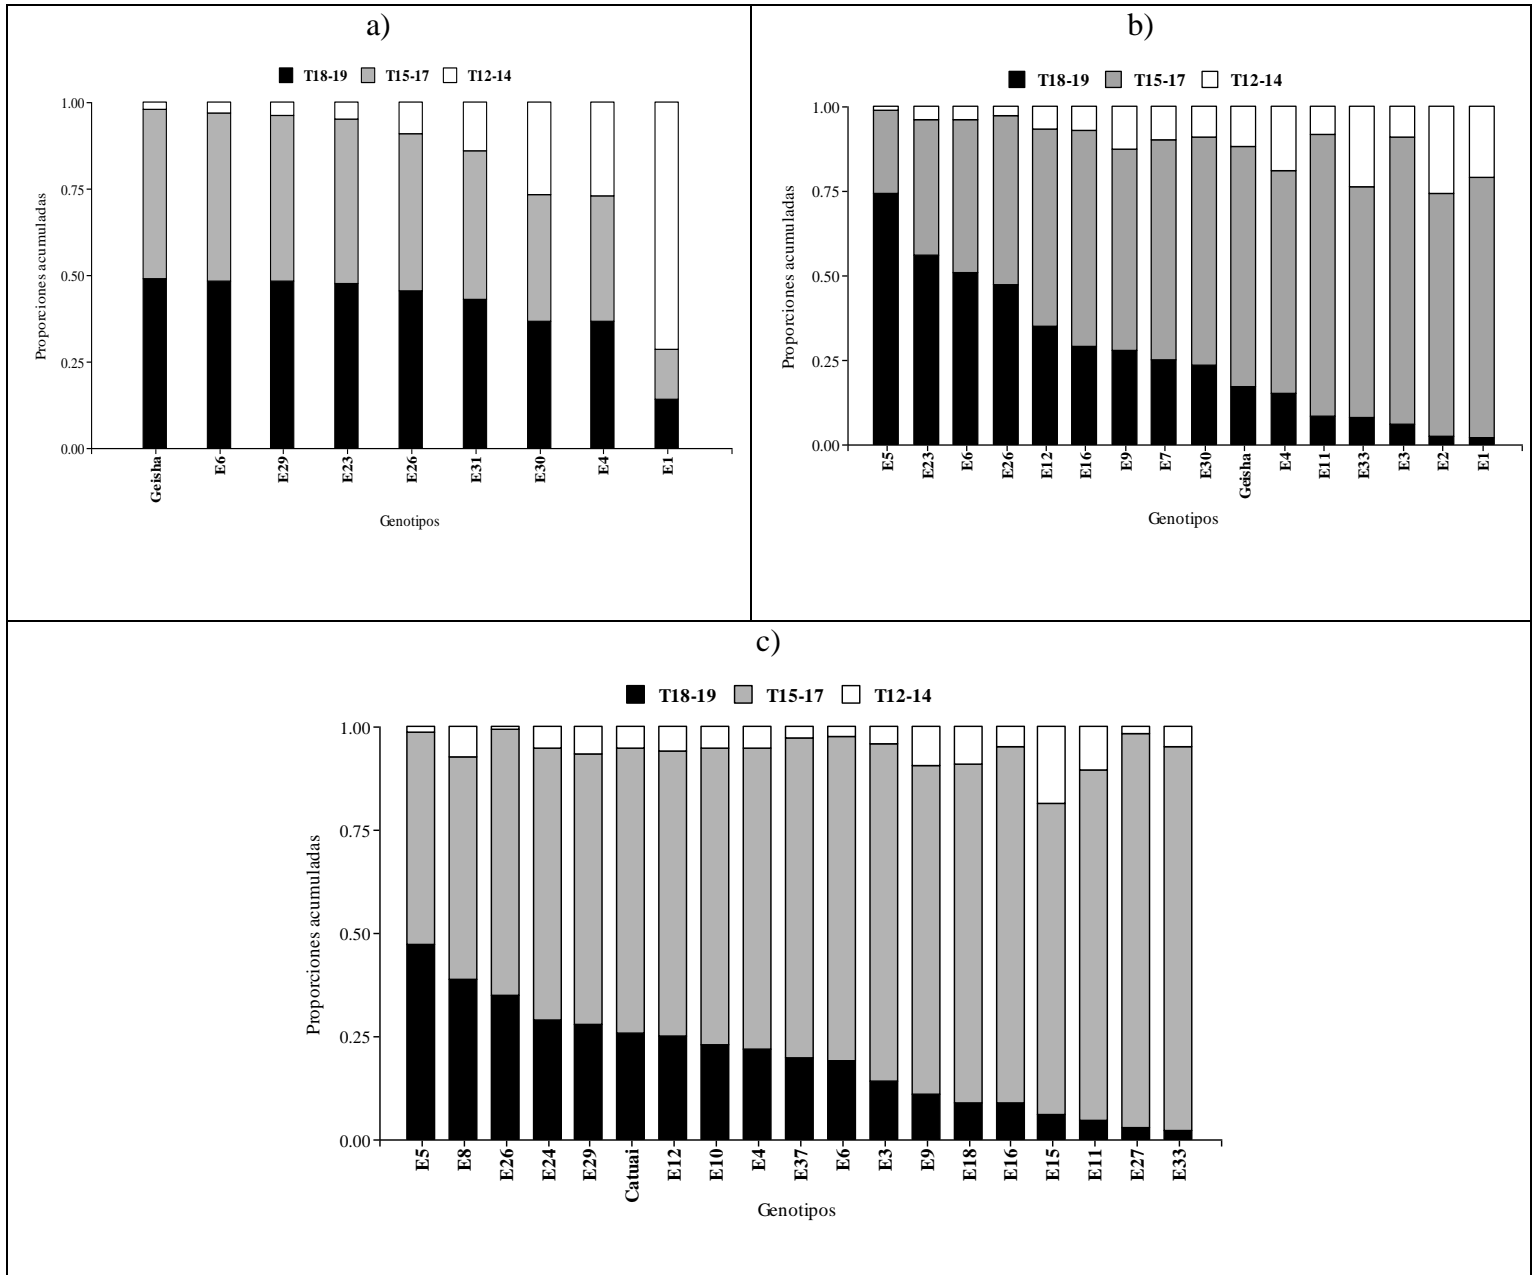 a)
T18-19 T15-17 T12-14
1.00
0.75
0.50
0.25
0.00
Proporciones acumuladas
Geisha E6 E29 E23 E26 E31 E30 E4 E1
Genotipos
b)
T18-19 T15-17 T12-14
1.00
0.75
0.50
0.25
0.00
Proporciones acumuladas
E5 E23 E6 E26 E12 E16 E9 E7 E30 Geisha E4 E11 E33 E3 E2 E1
Genotipos
c)
T18-19 T15-17 T12-14
1.00
0.75
0.50
0.25
0.00
Proporciones acumuladas
E5 E8 E26 E24 E29 Catuai E12 E10 E4 E37 E6 E3 E9 E18 E16 E15 E11 E27 E33
Genotipos